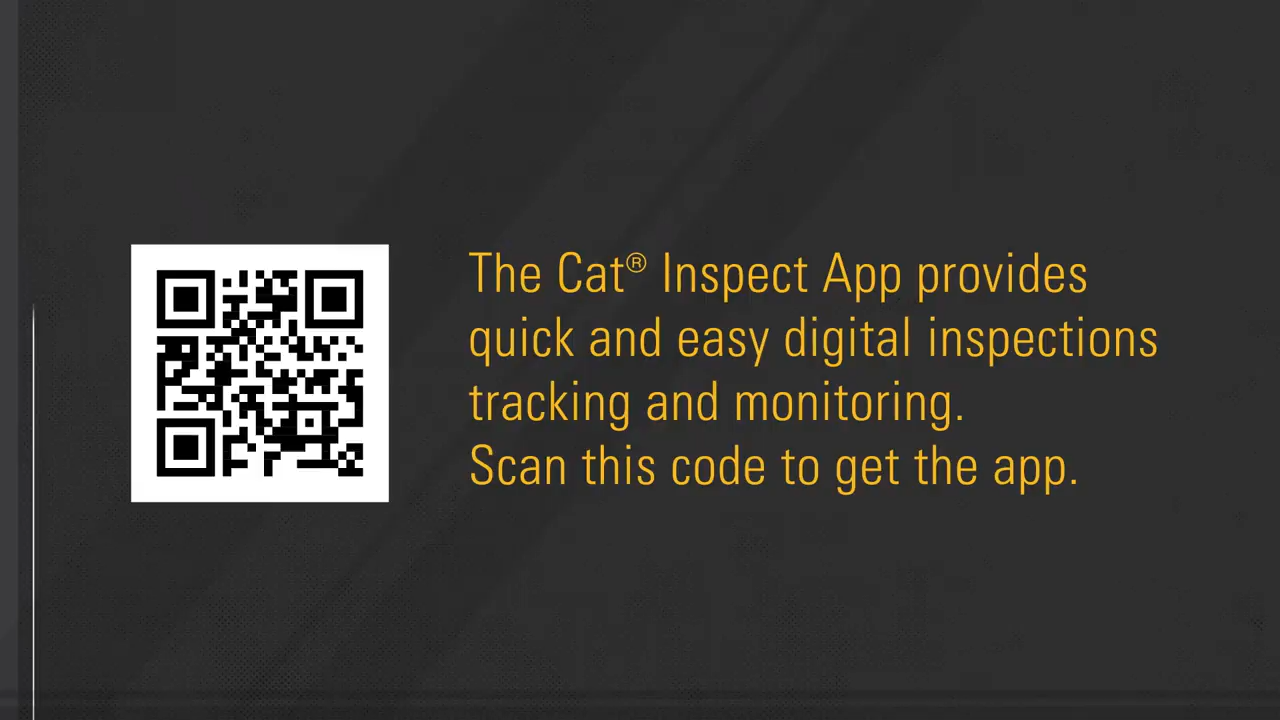 The Cat® Inspect App provides
quick and easy digital inspections
tracking and monitoring.
Scan this code to get the app.